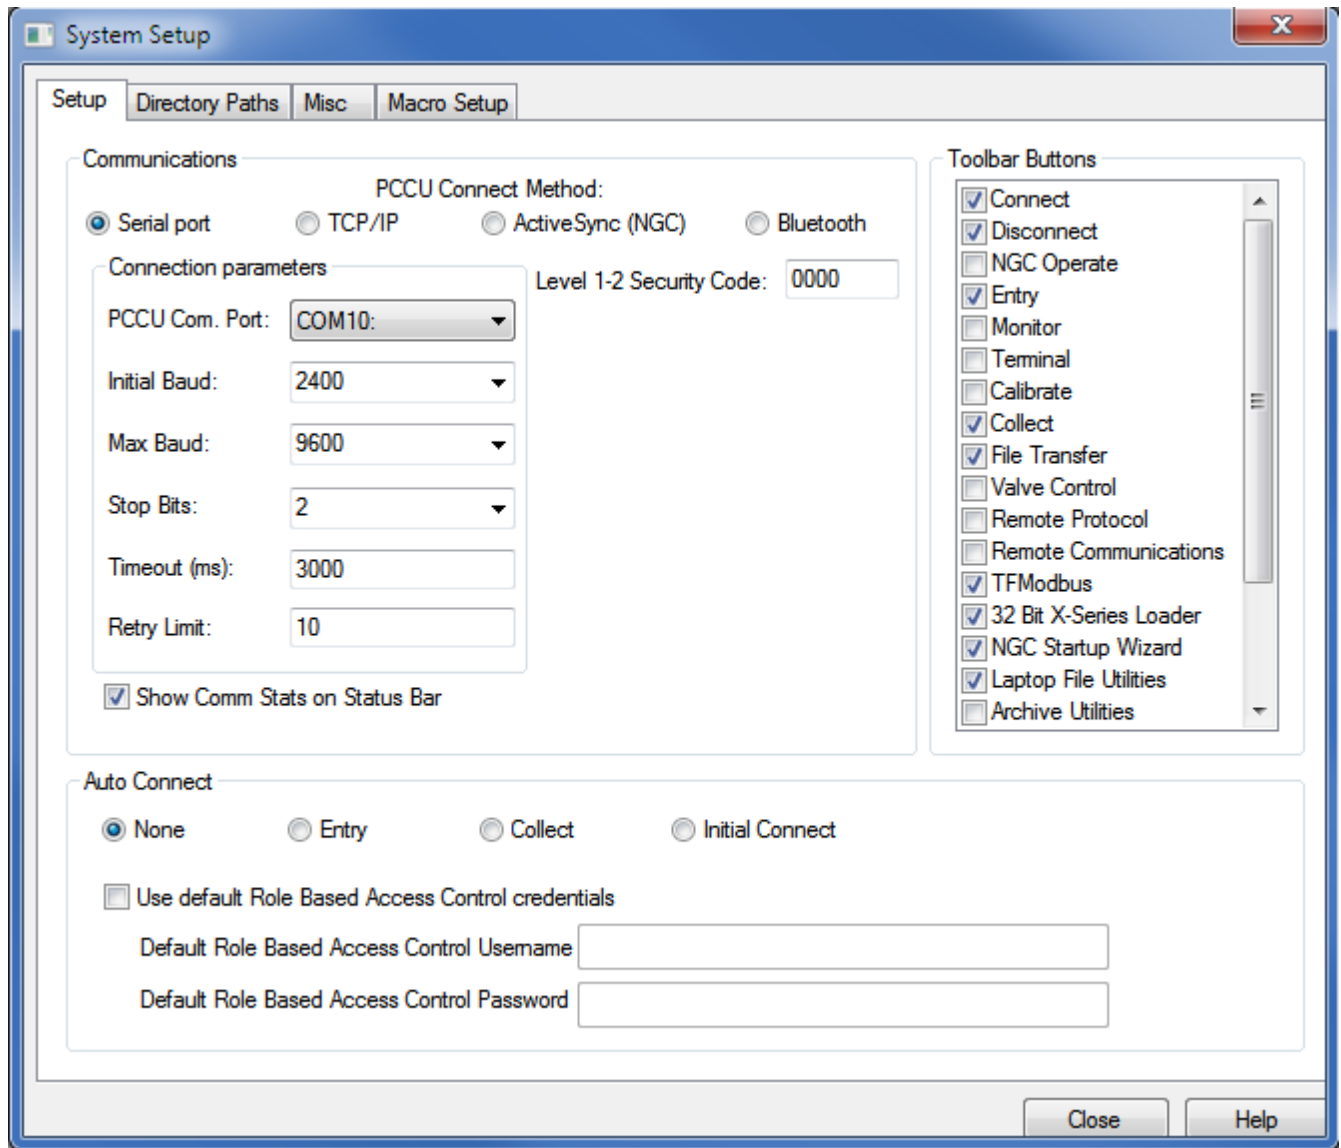 System Setup
Setup
Directory Paths
Misc
Macro Setup
Communications
PCCU Connect Method:
Serial port
TCP/IP
ActiveSync (NGC)
Bluetooth
Connection parameters
PCCU Com. Port: COM10:
Initial Baud: 2400
Max Baud: 9600
Stop Bits: 2
Timeout (ms): 3000
Retry Limit: 10
Level 1-2 Security Code: 0000
Show Comm Stats on Status Bar
Toolbar Buttons
Connect
Disconnect
NGC Operate
Entry
Monitor
Terminal
Calibrate
Collect
File Transfer
Valve Control
Remote Protocol
Remote Communications
TFModbus
32 Bit X-Series Loader
NGC Startup Wizard
Laptop File Utilities
Archive Utilities
Auto Connect
None
Entry
Collect
Initial Connect
Use default Role Based Access Control credentials
Default Role Based Access Control Username
Default Role Based Access Control Password
Close
Help